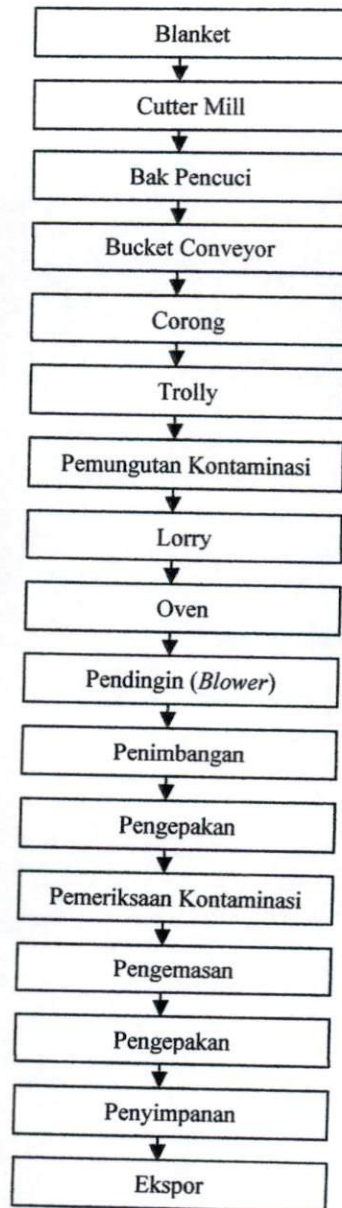 Blanket
Cutter Mill
Bak Pencuci
Bucket Conveyor
Corong
Trolly
Pemungutan Kontaminasi
Lorry
Oven
Pendingin (Blower)
Penimbangan
Pengepakan
Pemeriksaan Kontaminasi
Pengemasan
Pengepakan
Penyimpanan
Ekspor